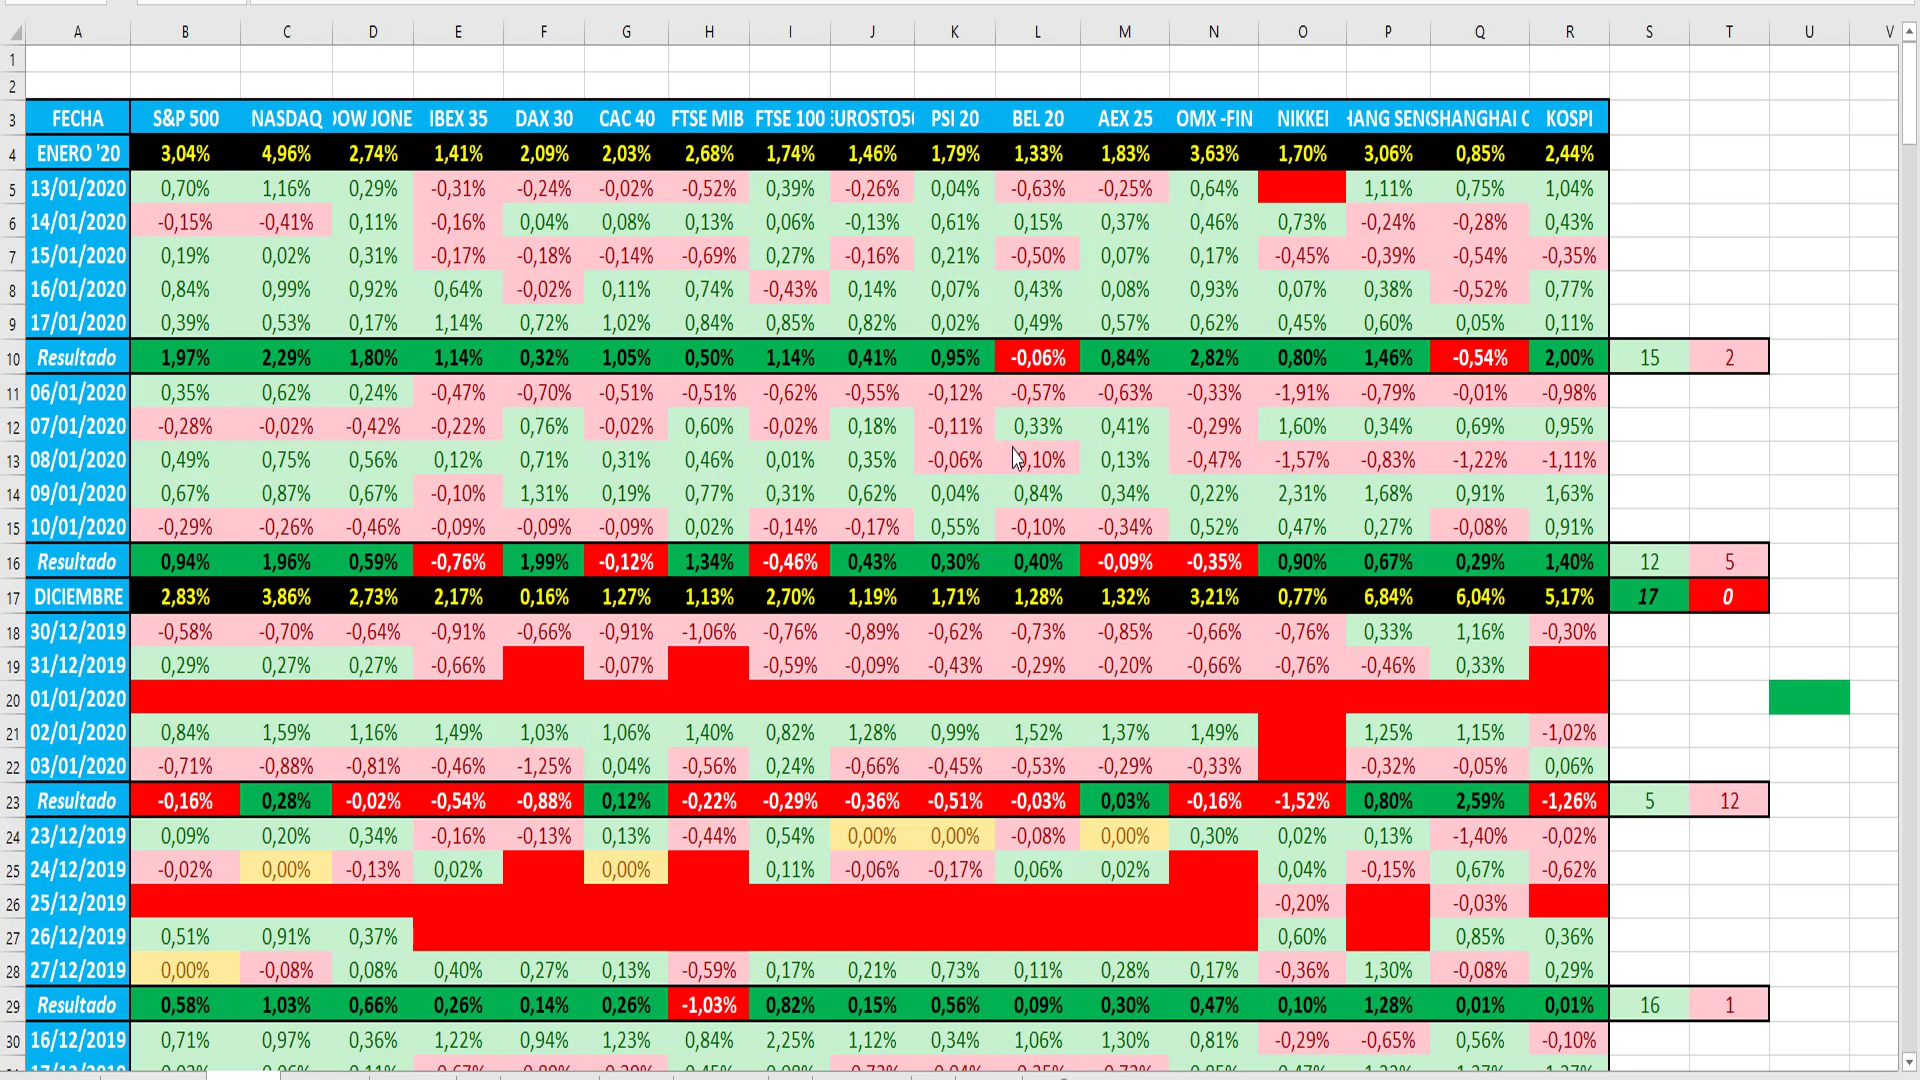 A B C D E F G H I J K L M N O P Q R S T U V
1
2
3 FECHA S&P 500 NASDAQ DOW JONE IBEX 35 DAX 30 CAC 40 FTSE MIB FTSE 100 EUROSTO50 PSI 20 BEL 20 AEX 25 OMX -FIN NIKKEI HANG SEN SHANGHAI C KOSPI
4 ENERO '20 3,04% 4,96% 2,74% 1,41% 2,09% 2,03% 2,68% 1,74% 1,46% 1,79% 1,33% 1,83% 3,63% 1,70% 3,06% 0,85% 2,44%
5 13/01/2020 0,70% 1,16% 0,29% -0,31% -0,24% -0,02% -0,52% 0,39% -0,26% 0,04% -0,63% -0,25% 0,64% 1,11% 0,75% 1,04%
6 14/01/2020 -0,15% -0,41% 0,11% -0,16% 0,04% 0,08% 0,13% 0,06% -0,13% 0,61% 0,15% 0,37% 0,46% 0,73% -0,24% -0,28% 0,43%
7 15/01/2020 0,19% 0,02% 0,31% -0,17% -0,18% -0,14% -0,69% 0,27% -0,16% 0,21% -0,50% 0,07% 0,17% -0,45% -0,39% -0,54% -0,35%
8 16/01/2020 0,84% 0,99% 0,92% 0,64% -0,02% 0,11% 0,74% -0,43% 0,14% 0,07% 0,43% 0,08% 0,93% 0,07% 0,38% -0,52% 0,77%
9 17/01/2020 0,39% 0,53% 0,17% 1,14% 0,72% 1,02% 0,84% 0,85% 0,82% 0,02% 0,49% 0,57% 0,62% 0,45% 0,60% 0,05% 0,11%
10 Resultado 1,97% 2,29% 1,80% 1,14% 0,32% 1,05% 0,50% 1,14% 0,41% 0,95% -0,06% 0,84% 2,82% 0,80% 1,46% -0,54% 2,00% 15 2
11 06/01/2020 0,35% 0,62% 0,24% -0,47% -0,70% -0,51% -0,51% -0,62% -0,55% -0,12% -0,57% -0,63% -0,33% -1,91% -0,79% -0,01% -0,98%
12 07/01/2020 -0,28% -0,02% -0,42% -0,22% 0,76% -0,02% 0,60% -0,02% 0,18% -0,11% 0,33% 0,41% -0,29% 1,60% 0,34% 0,69% 0,95%
13 08/01/2020 0,49% 0,75% 0,56% 0,12% 0,71% 0,31% 0,46% 0,01% 0,35% -0,06% 0,10% 0,13% -0,47% -1,57% -0,83% -1,22% -1,11%
14 09/01/2020 0,67% 0,87% 0,67% -0,10% 1,31% 0,19% 0,77% 0,31% 0,62% 0,04% 0,84% 0,34% 0,22% 2,31% 1,68% 0,91% 1,63%
15 10/01/2020 -0,29% -0,26% -0,46% -0,09% -0,09% -0,09% 0,02% -0,14% -0,17% 0,55% -0,10% -0,34% 0,52% 0,47% 0,27% -0,08% 0,91%
16 Resultado 0,94% 1,96% 0,59% -0,76% 1,99% -0,12% 1,34% -0,46% 0,43% 0,30% 0,40% -0,09% -0,35% 0,90% 0,67% 0,29% 1,40% 12 5
17 DICIEMBRE 2,83% 3,86% 2,73% 2,17% 0,16% 1,27% 1,13% 2,70% 1,19% 1,71% 1,28% 1,32% 3,21% 0,77% 6,84% 6,04% 5,17% 17 0
18 30/12/2019 -0,58% -0,70% -0,64% -0,91% -0,66% -0,91% -1,06% -0,76% -0,89% -0,62% -0,73% -0,85% -0,66% -0,76% 0,33% 1,16% -0,30%
19 31/12/2019 0,29% 0,27% 0,27% -0,66% -0,07% -0,59% -0,09% -0,43% -0,29% -0,20% -0,66% -0,76% -0,46% 0,33%
20 01/01/2020
21 02/01/2020 0,84% 1,59% 1,16% 1,49% 1,03% 1,06% 1,40% 0,82% 1,28% 0,99% 1,52% 1,37% 1,49% 1,25% 1,15% -1,02%
22 03/01/2020 -0,71% -0,88% -0,81% -0,46% -1,25% 0,04% -0,56% 0,24% -0,66% -0,45% -0,53% -0,29% -0,33% -0,32% -0,05% 0,06%
23 Resultado -0,16% 0,28% -0,02% -0,54% -0,88% 0,12% -0,22% -0,29% -0,36% -0,51% -0,03% 0,03% -0,16% -1,52% 0,80% 2,59% -1,26% 5 12
24 23/12/2019 0,09% 0,20% 0,34% -0,16% -0,13% 0,13% -0,44% 0,54% 0,00% 0,00% -0,08% 0,00% 0,30% 0,02% 0,13% -1,40% -0,02%
25 24/12/2019 -0,02% 0,00% -0,13% 0,02% 0,00% 0,11% -0,06% -0,17% 0,06% 0,02% 0,04% -0,15% 0,67% -0,62%
26 25/12/2019 -0,20% -0,03%
27 26/12/2019 0,51% 0,91% 0,37% 0,60% 0,85% 0,36%
28 27/12/2019 0,00% -0,08% 0,08% 0,40% 0,27% 0,13% -0,59% 0,17% 0,21% 0,73% 0,11% 0,28% 0,17% -0,36% 1,30% -0,08% 0,29%
29 Resultado 0,58% 1,03% 0,66% 0,26% 0,14% 0,26% -1,03% 0,82% 0,15% 0,56% 0,09% 0,30% 0,47% 0,10% 1,28% 0,01% 0,01% 16 1
30 16/12/2019 0,71% 0,97% 0,36% 1,22% 0,94% 1,23% 0,84% 2,25% 1,12% 0,34% 1,06% 1,30% 0,81% -0,29% -0,65% 0,56% -0,10%